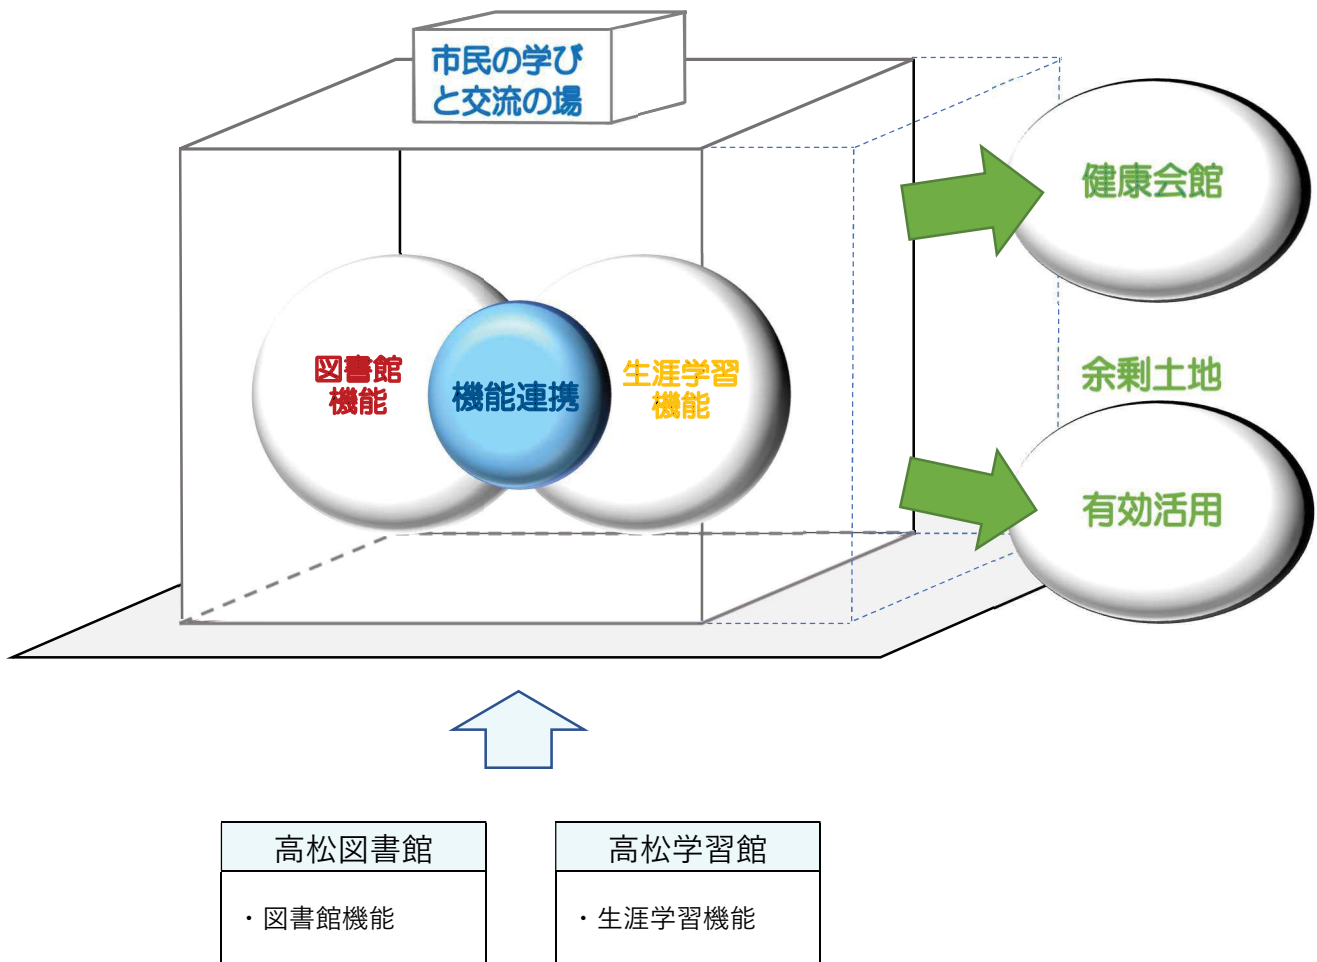 市民の学び
と交流の場
健康会館
図書館
機能
機能連携
生涯学習
機能
余剰土地
有効活用
高松図書館
・図書館機能
高松学習館
・生涯学習機能